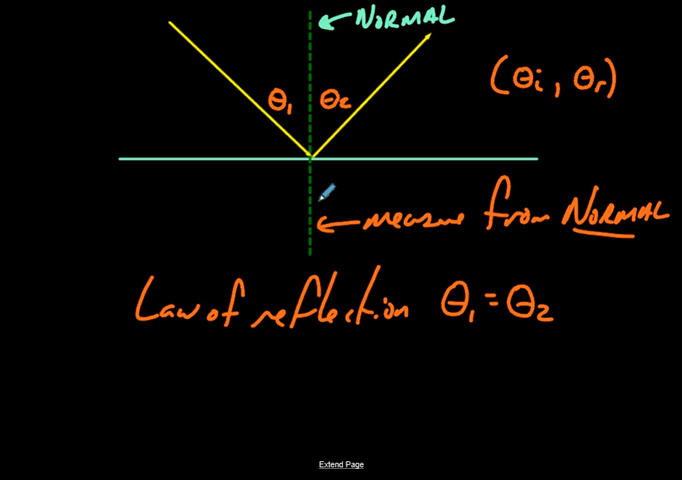 ← NORMAL
θ₁ θ₂
(θi, θr)
← measure from NORMAL
Law of reflection θ₁ = θ₂
Extend Page